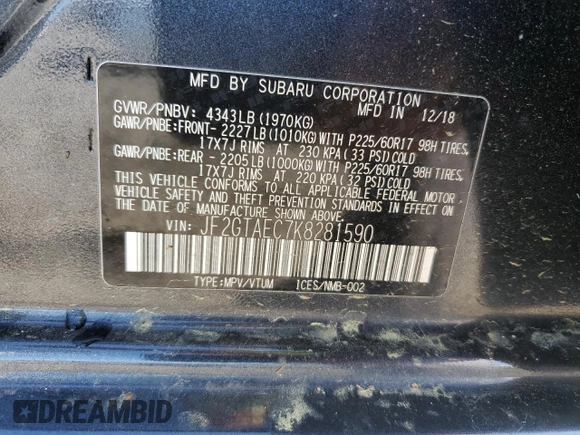 MFD BY SUBARU CORPORATION
GVWR/PNBV: 4343LB(1970KG) MFD IN 12/18
GAWR/PNBE:FRONT- 2227LB(1010KG)WITH P225/60R17 98H TIRES,
17X7J RIMS AT 230 KPA(33 PSI)COLD
GAWR/PNBE:REAR - 2205LB(1000KG)WITH P225/60R17 98H TIRES,
17X7J RIMS AT 220 KPA(32 PSI)COLD
THIS VEHICLE CONFORMS TO ALL APPLICABLE FEDERAL MOTOR
VEHICLE SAFETY AND THEFT PREVENTION STANDARDS IN EFFECT
ON THE DATE OF MANUFACTURE SHOWN ABOVE.
VIN: JF2GTAEC7K8281590
TYPE:MPV/VTUM ICES/NMB-002
DREAMBID